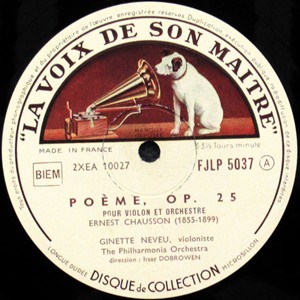 "LA VOIX DE SON MAITRE"
MADE IN FRANCE
33⅓ Tours minute
BIEM
2XEA 10027
FJLP 5037 A
POÈME, OP. 25
POUR VIOLON ET ORCHESTRE
ERNEST CHAUSSON (1855-1899)
GINETTE NEVEU, violoniste
The Philharmonia Orchestra
direction : Issay DOBROWEN
LONGUE DURÉE DISQUE de COLLECTION MICROSILLON